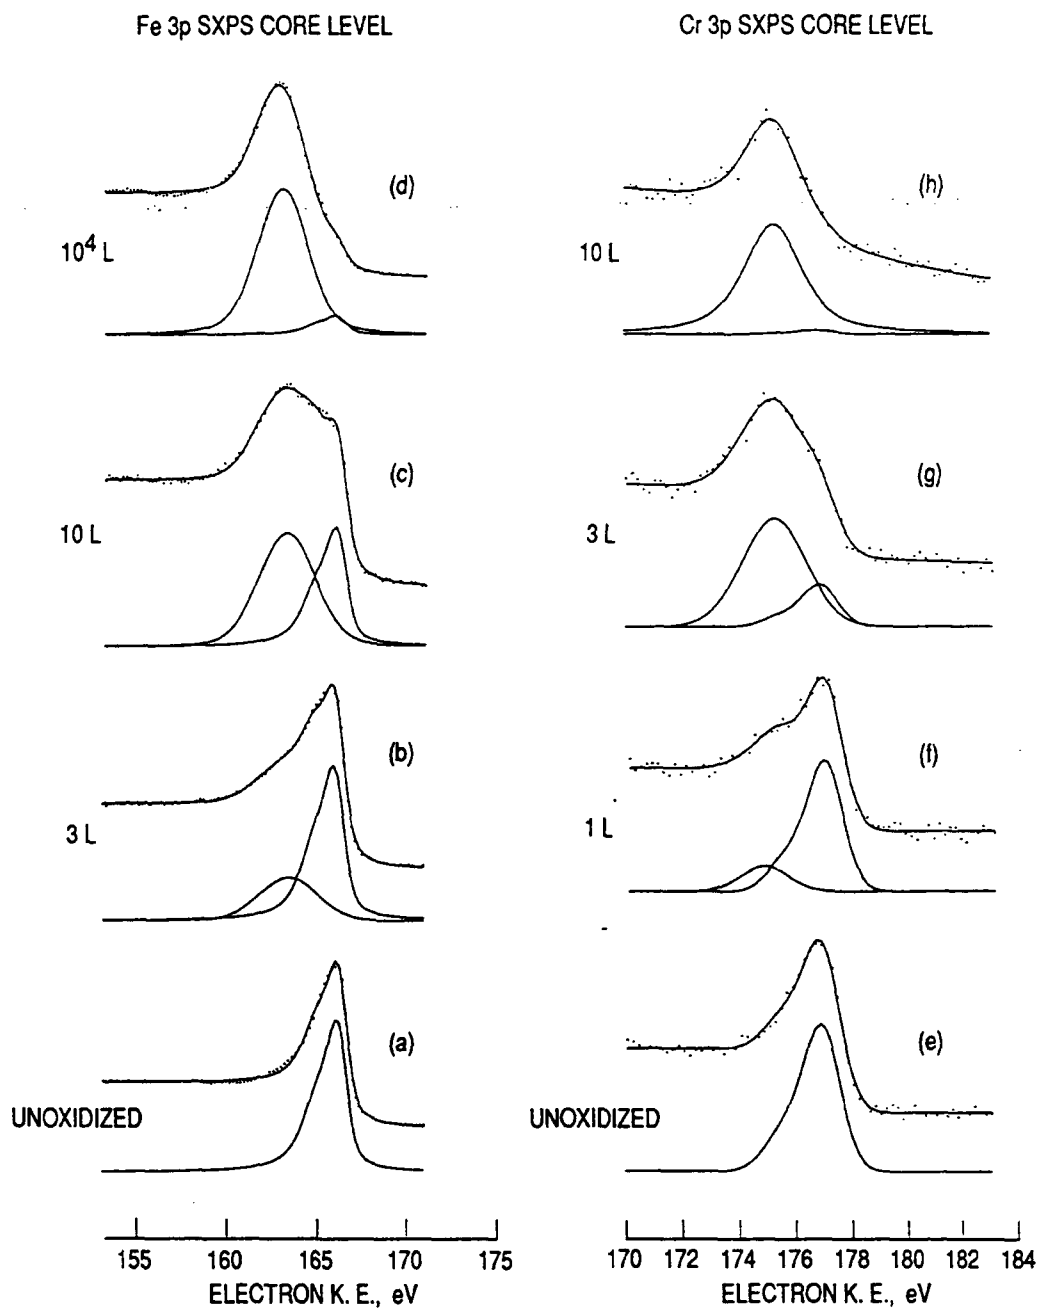 Fe 3p SXPS CORE LEVEL
Cr 3p SXPS CORE LEVEL
(d)
10⁴ L
(h)
10 L
(c)
10 L
(g)
3 L
(b)
3 L
(f)
1 L
(a)
UNOXIDIZED
(e)
UNOXIDIZED
155 160 165 170 175
ELECTRON K. E., eV
170 172 174 176 178 180 182 184
ELECTRON K. E., eV